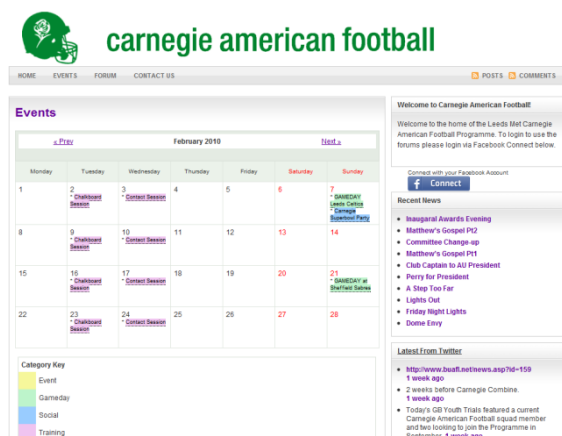 carnegie american football
HOME EVENTS FORUM CONTACT US POSTS COMMENTS
Events
« Prev February 2010 Next »
Monday Tuesday Wednesday Thursday Friday Saturday Sunday
1 2 3 4 5 6 7
* Chalkboard Session
* Contact Session
* GAMEDAY Leeds Celtics
* Carnegie Superbowl Party
8 9 10 11 12 13 14
* Chalkboard Session
* Contact Session
15 16 17 18 19 20 21
* Chalkboard Session
* Contact Session
* GAMEDAY at Sheffield Sabres
22 23 24 25 26 27 28
* Chalkboard Session
* Contact Session
Category Key
Event
Gameday
Social
Training
Welcome to Carnegie American Football!
Welcome to the home of the Leeds Met Carnegie
American Football Programme. To login to use the
forums please login via Facebook Connect below.
Connect with your Facebook Account
f Connect
Recent News
Inaugaral Awards Evening
Matthew's Gospel Pt2
Committee Change-up
Matthew's Gospel Pt1
Club Captain to AU President
Perry for President
A Step Too Far
Lights Out
Friday Night Lights
Dome Envy
Latest From Twitter
http://www.buafl.net/news.asp?id=159
1 week ago
2 weeks before Carnegie Combine.
1 week ago
Today's GB Youth Trials featured a current
Carnegie American Football squad member
and two looking to join the Programme in
September. 1 week ago